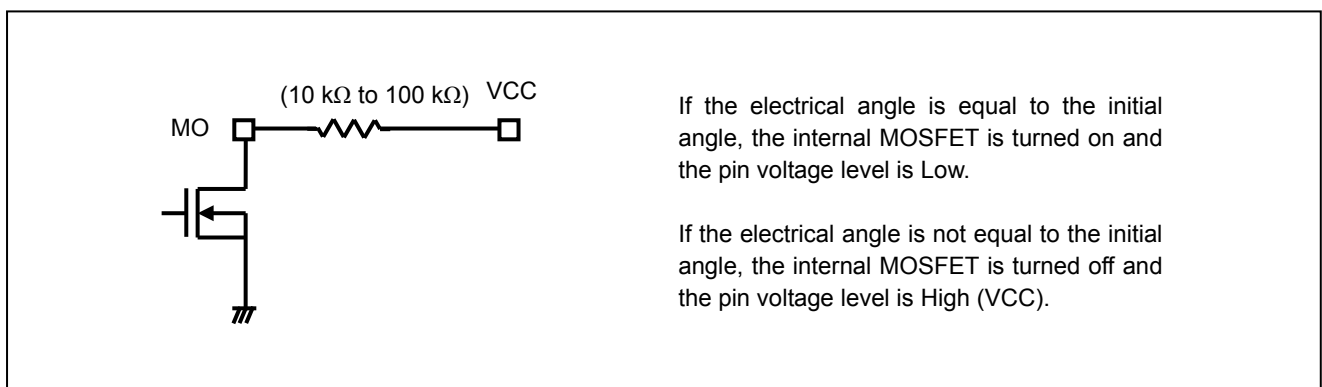 (10 kΩ to 100 kΩ) VCC
MO
If the electrical angle is equal to the initial
angle, the internal MOSFET is turned on and
the pin voltage level is Low.
If the electrical angle is not equal to the initial
angle, the internal MOSFET is turned off and
the pin voltage level is High (VCC).